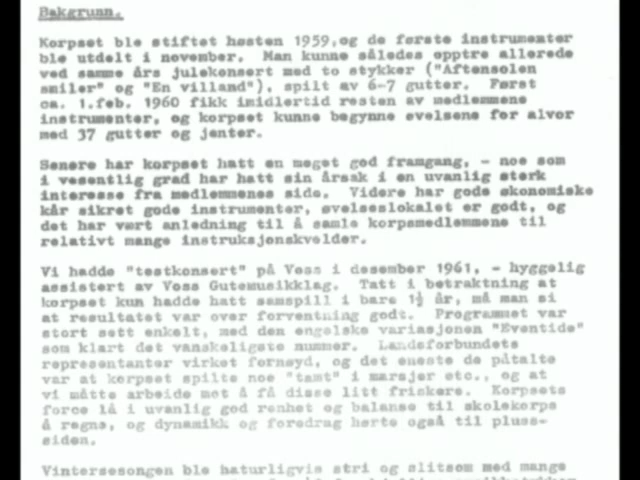 Bakgrunn.
Korpset ble stiftet høsten 1959,og de første instrumenter
ble utdelt i november. Man kunne således opptre allerede
ved samme års julekonsert med to stykker ("Aftensolen
smiler" og "En villand"), spilt av 6-7 gutter. Først
ca. 1.feb. 1960 fikk imidlertid resten av medlemmene
instrumenter, og korpset kunne begynne øvelsene for alvor
med 37 gutter og jenter.
Senere har korpset hatt en meget god framgang, - noe som
i vesentlig grad har hatt sin årsak i en uvanlig sterk
interesse fra medlemmenes side. Videre har gode økonomiske
kår sikret gode instrumenter, øvelseslokalet er godt, og
det har vært anledning til å samle korpsmedlemmene til
relativt mange instruksjonskvelder.
Vi hadde "testkonsert" på Voss i desember 1961, - hyggelig
assistert av Voss Gutemusikklag. Tatt i betraktning at
korpset kun hadde hatt samspill i bare 1½ år, må man si
at resultatet var over forventning godt. Programmet var
stort sett enkelt, med den engelske variasjonen "Eventide"
som klart det vanskeligste nummer. Landsforbundets
representanter virket fornøyd, og det eneste de påtalte
var at korpset spilte noe "tamt" i marsjer etc., og at
vi måtte arbeide mot å få disse litt friskere. Korpsets
force lå i uvanlig god renhet og balanse til skolekorps
å regne, og dynamikk og foredrag hørte også til pluss-
siden.
Vintersesongen ble naturligvis stri og slitsom med mange